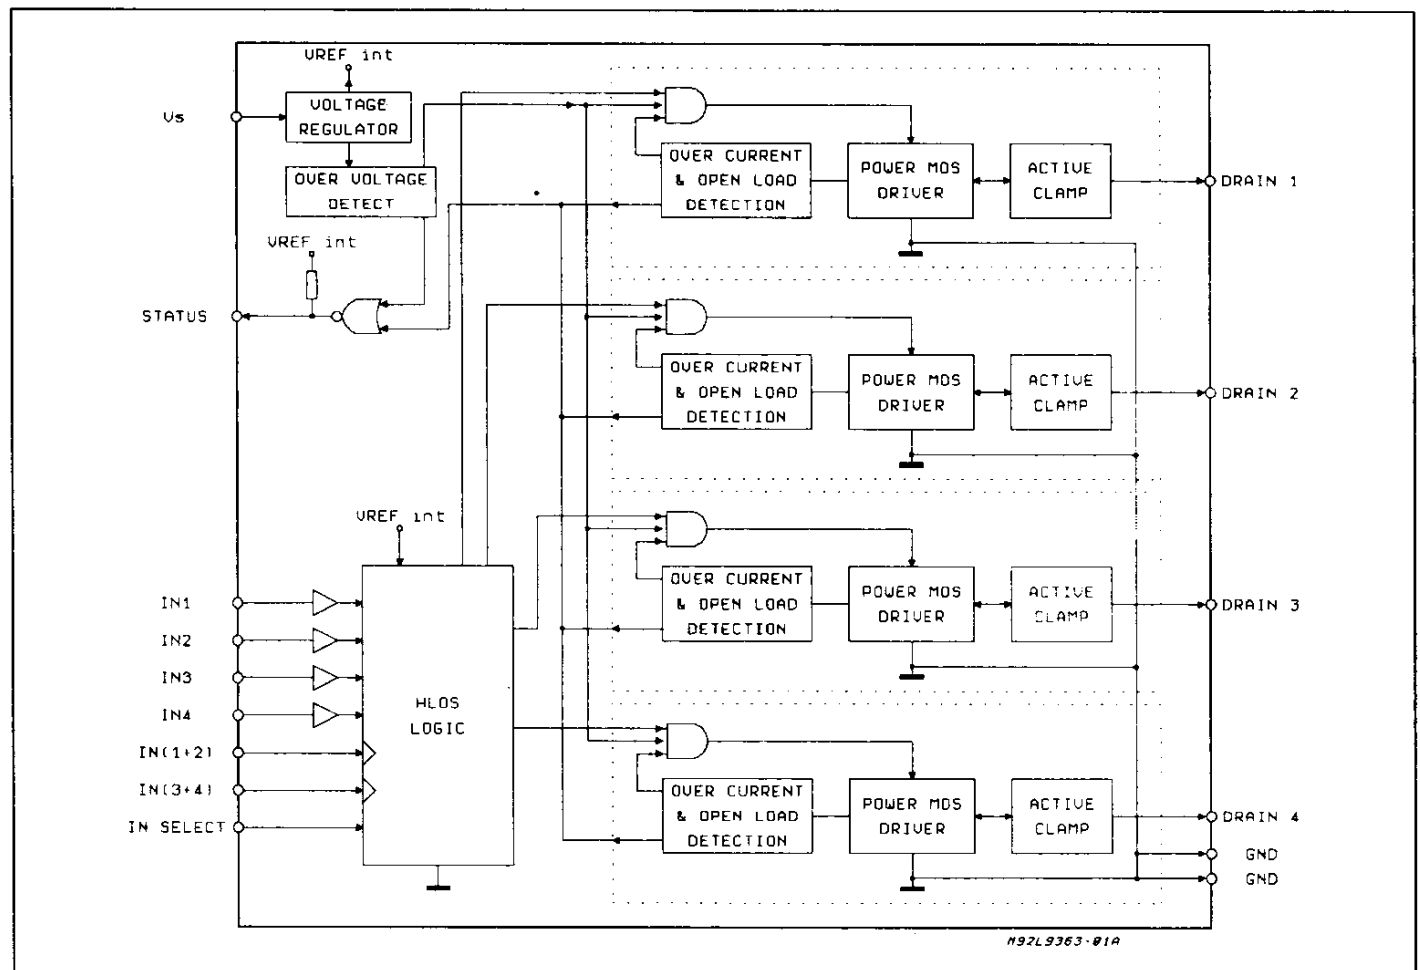 VREF int
Vs
VOLTAGE
REGULATOR
OVER VOLTAGE
DETECT
VREF int
STATUS
OVER CURRENT
& OPEN LOAD
DETECTION
POWER MOS
DRIVER
ACTIVE
CLAMP
DRAIN 1
OVER CURRENT
& OPEN LOAD
DETECTION
POWER MOS
DRIVER
ACTIVE
CLAMP
DRAIN 2
VREF int
OVER CURRENT
& OPEN LOAD
DETECTION
POWER MOS
DRIVER
ACTIVE
CLAMP
DRAIN 3
IN1
IN2
IN3
IN4
IN(1+2)
IN(3+4)
IN SELECT
HLOS
LOGIC
OVER CURRENT
& OPEN LOAD
DETECTION
POWER MOS
DRIVER
ACTIVE
CLAMP
DRAIN 4
GND
GND
M92L9363-01A